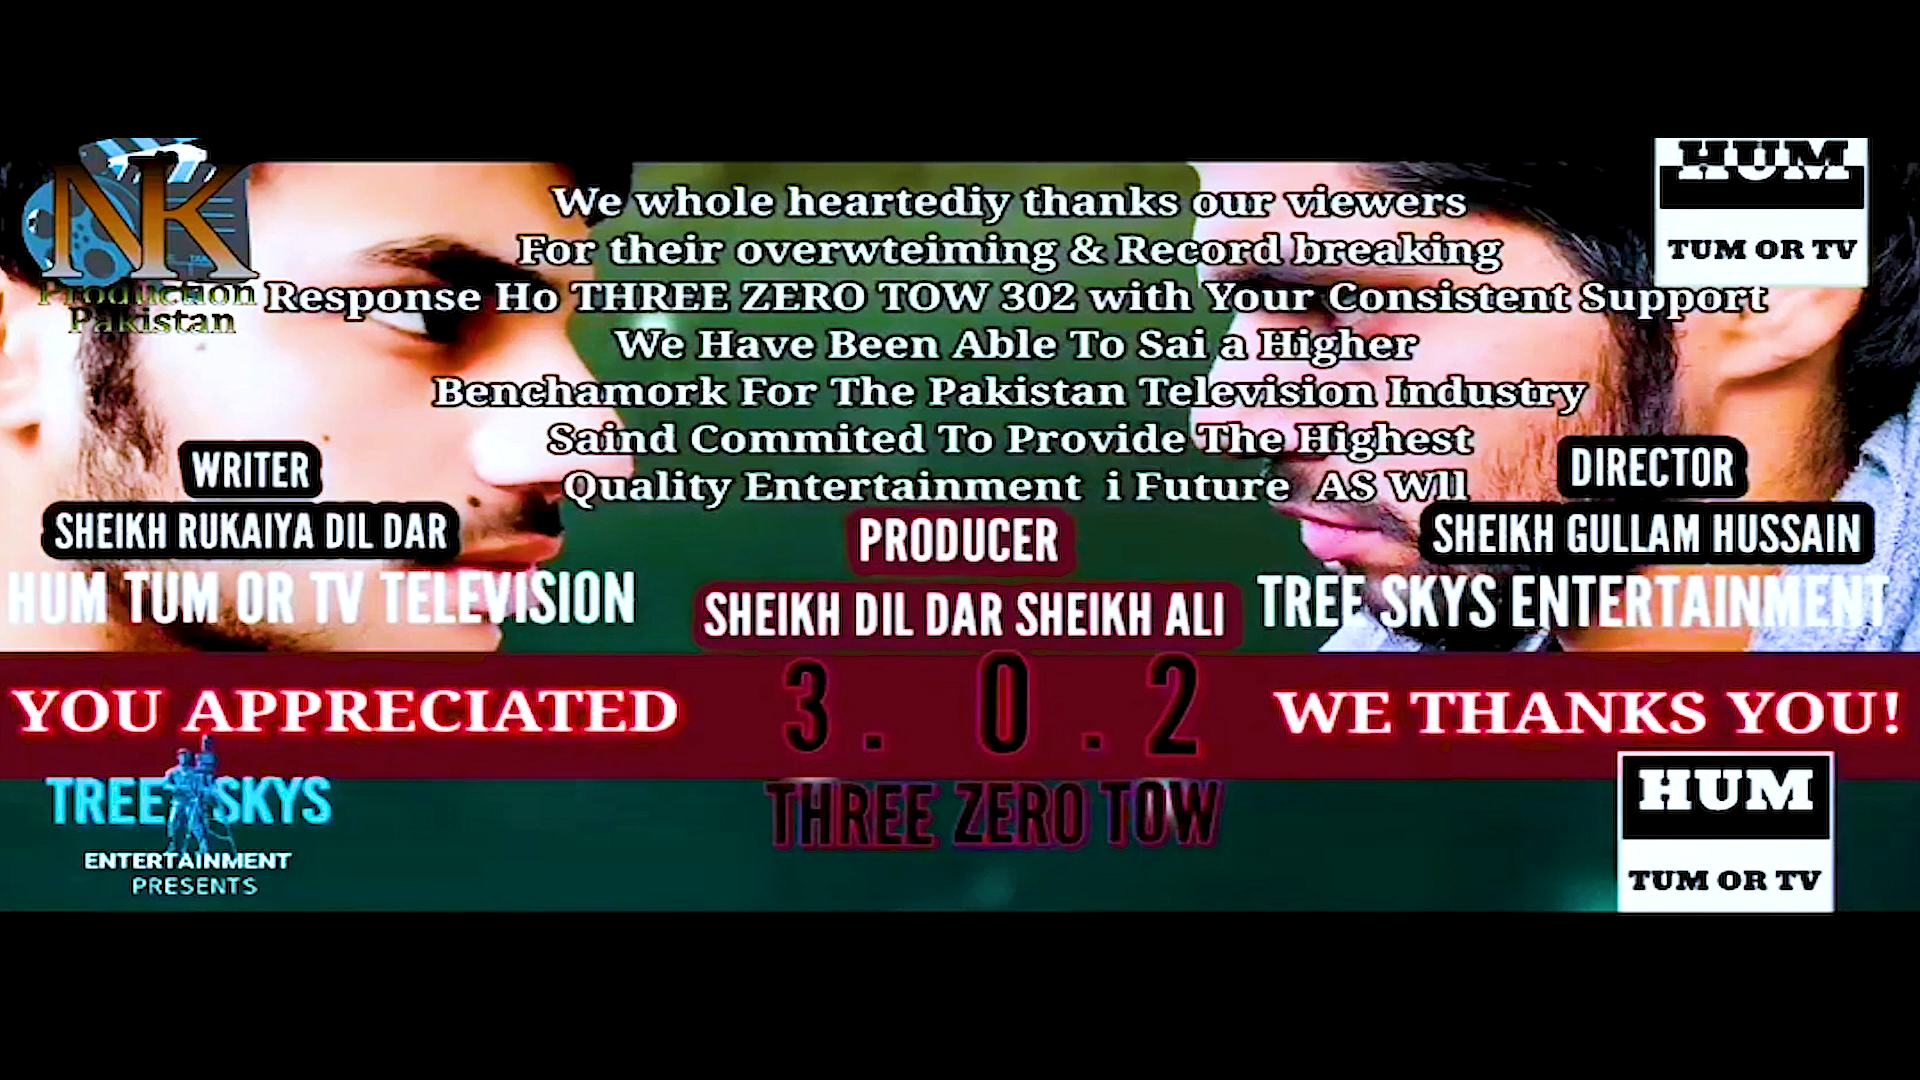 NK
Production
Pakistan
HUM
TUM OR TV
We whole heartediy thanks our viewers
For their overwteiming & Record breaking
Response Ho THREE ZERO TOW 302 with Your Consistent Support
We Have Been Able To Sai a Higher
Benchamork For The Pakistan Television Industry
Saind Commited To Provide The Highest
Quality Entertainment i Future AS Wll
WRITER
SHEIKH RUKAIYA DIL DAR
HUM TUM OR TV TELEVISION
PRODUCER
SHEIKH DIL DAR SHEIKH ALI
DIRECTOR
SHEIKH GULLAM HUSSAIN
TREE SKYS ENTERTAINMENT
YOU APPRECIATED
3.0.2
WE THANKS YOU!
THREE ZERO TOW
TREE SKYS
ENTERTAINMENT
PRESENTS
HUM
TUM OR TV